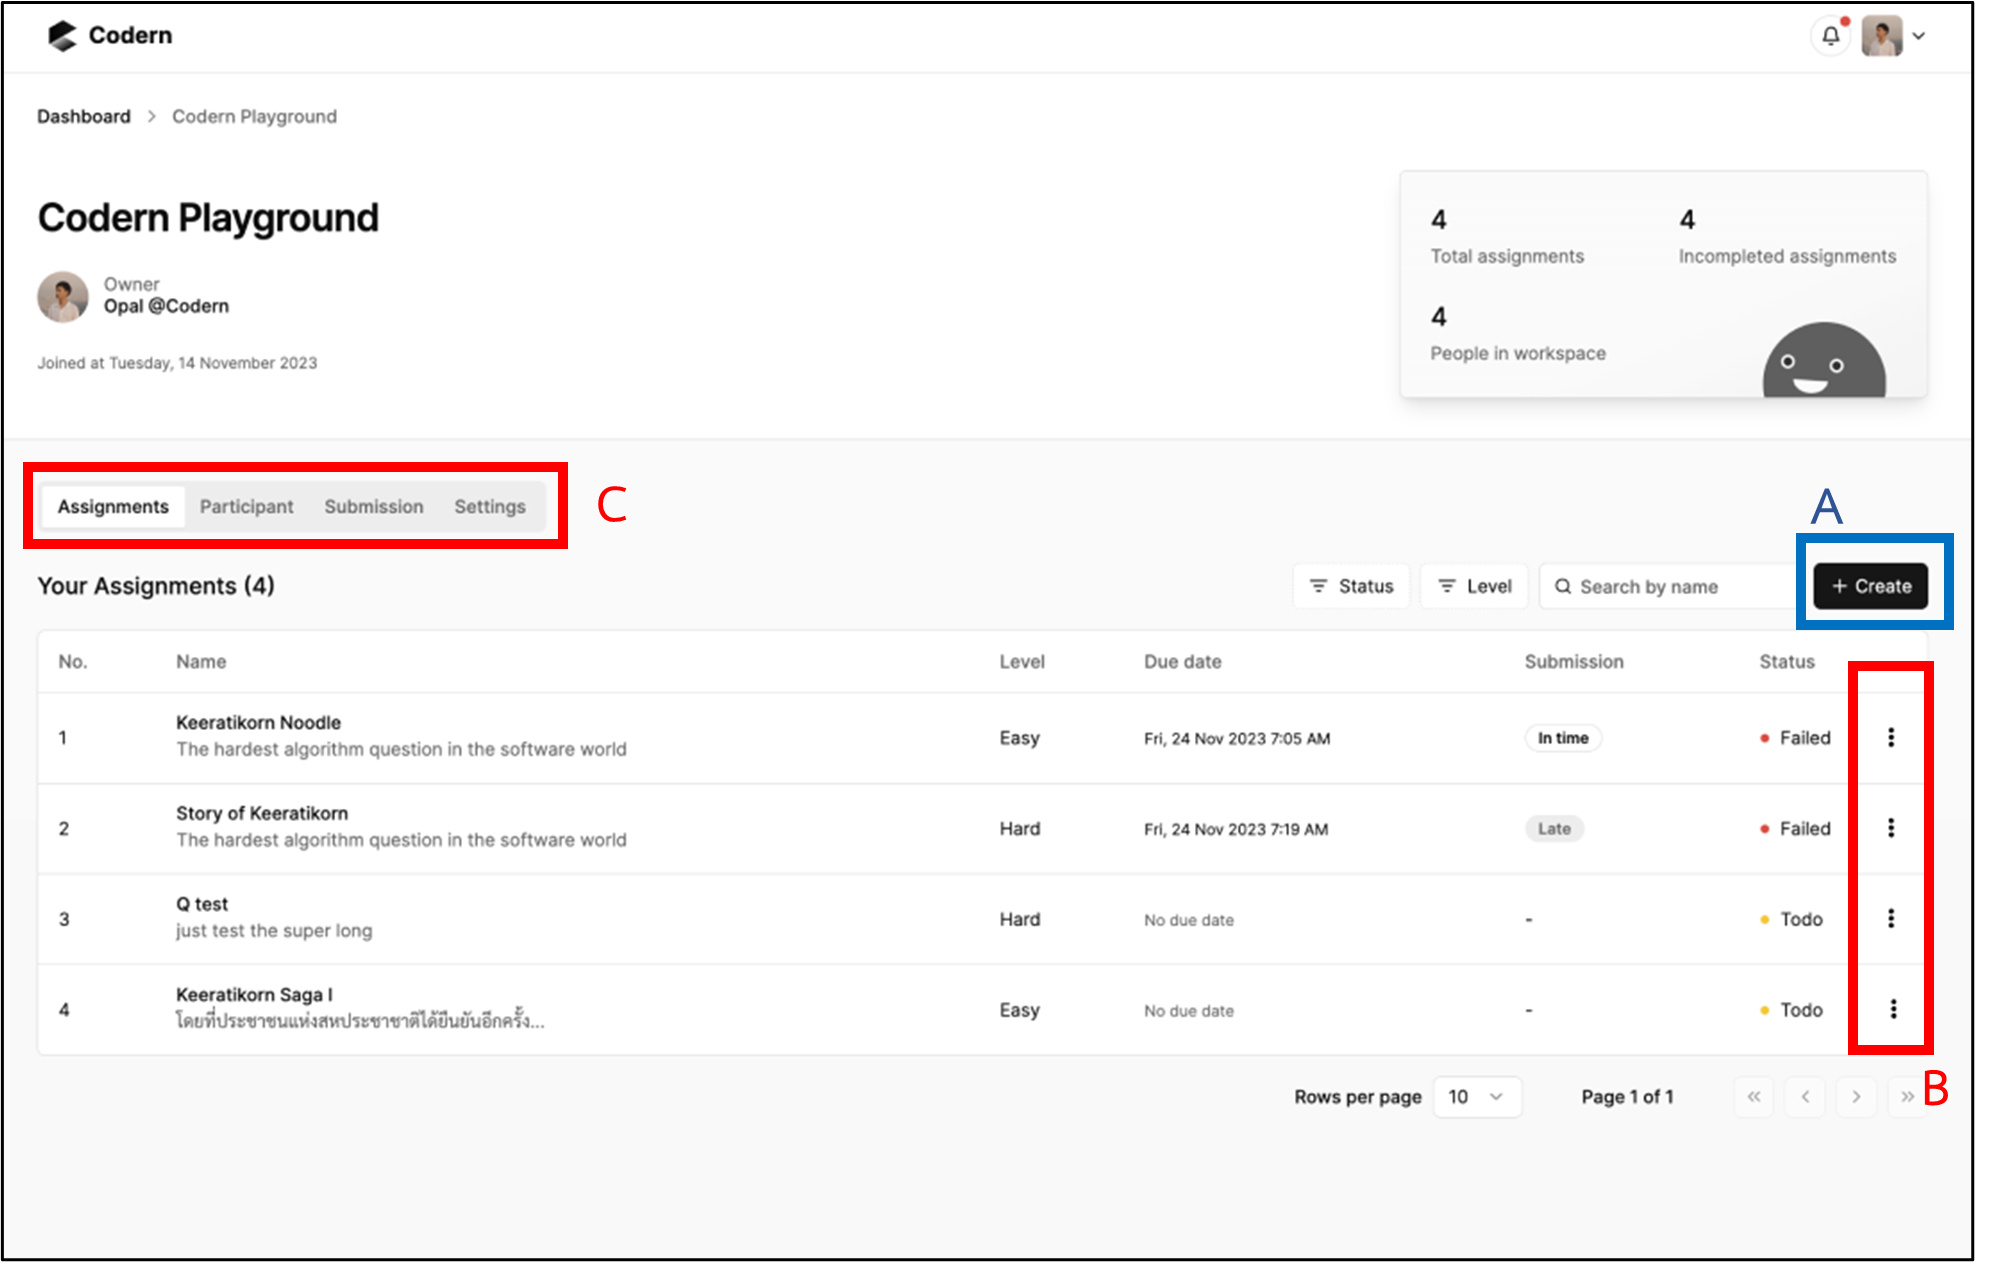 Codern
Dashboard > Codern Playground
Codern Playground
Owner
Opal @Codern
Joined at Tuesday, 14 November 2023
4
Total assignments
4
Incompleted assignments
4
People in workspace
Assignments Participant Submission Settings
C
A
Your Assignments (4)
Status Level Search by name + Create
No. Name Level Due date Submission Status
1 Keeratikorn Noodle Easy Fri, 24 Nov 2023 7:05 AM In time Failed
The hardest algorithm question in the software world
2 Story of Keeratikorn Hard Fri, 24 Nov 2023 7:19 AM Late Failed
The hardest algorithm question in the software world
3 Q test Hard No due date - Todo
just test the super long
4 Keeratikorn Saga I Easy No due date - Todo
โดยที่ประชาชนแห่งสหประชาชาติได้ยืนยันอีกครั้ง...
Rows per page 10 Page 1 of 1 « < > »
B